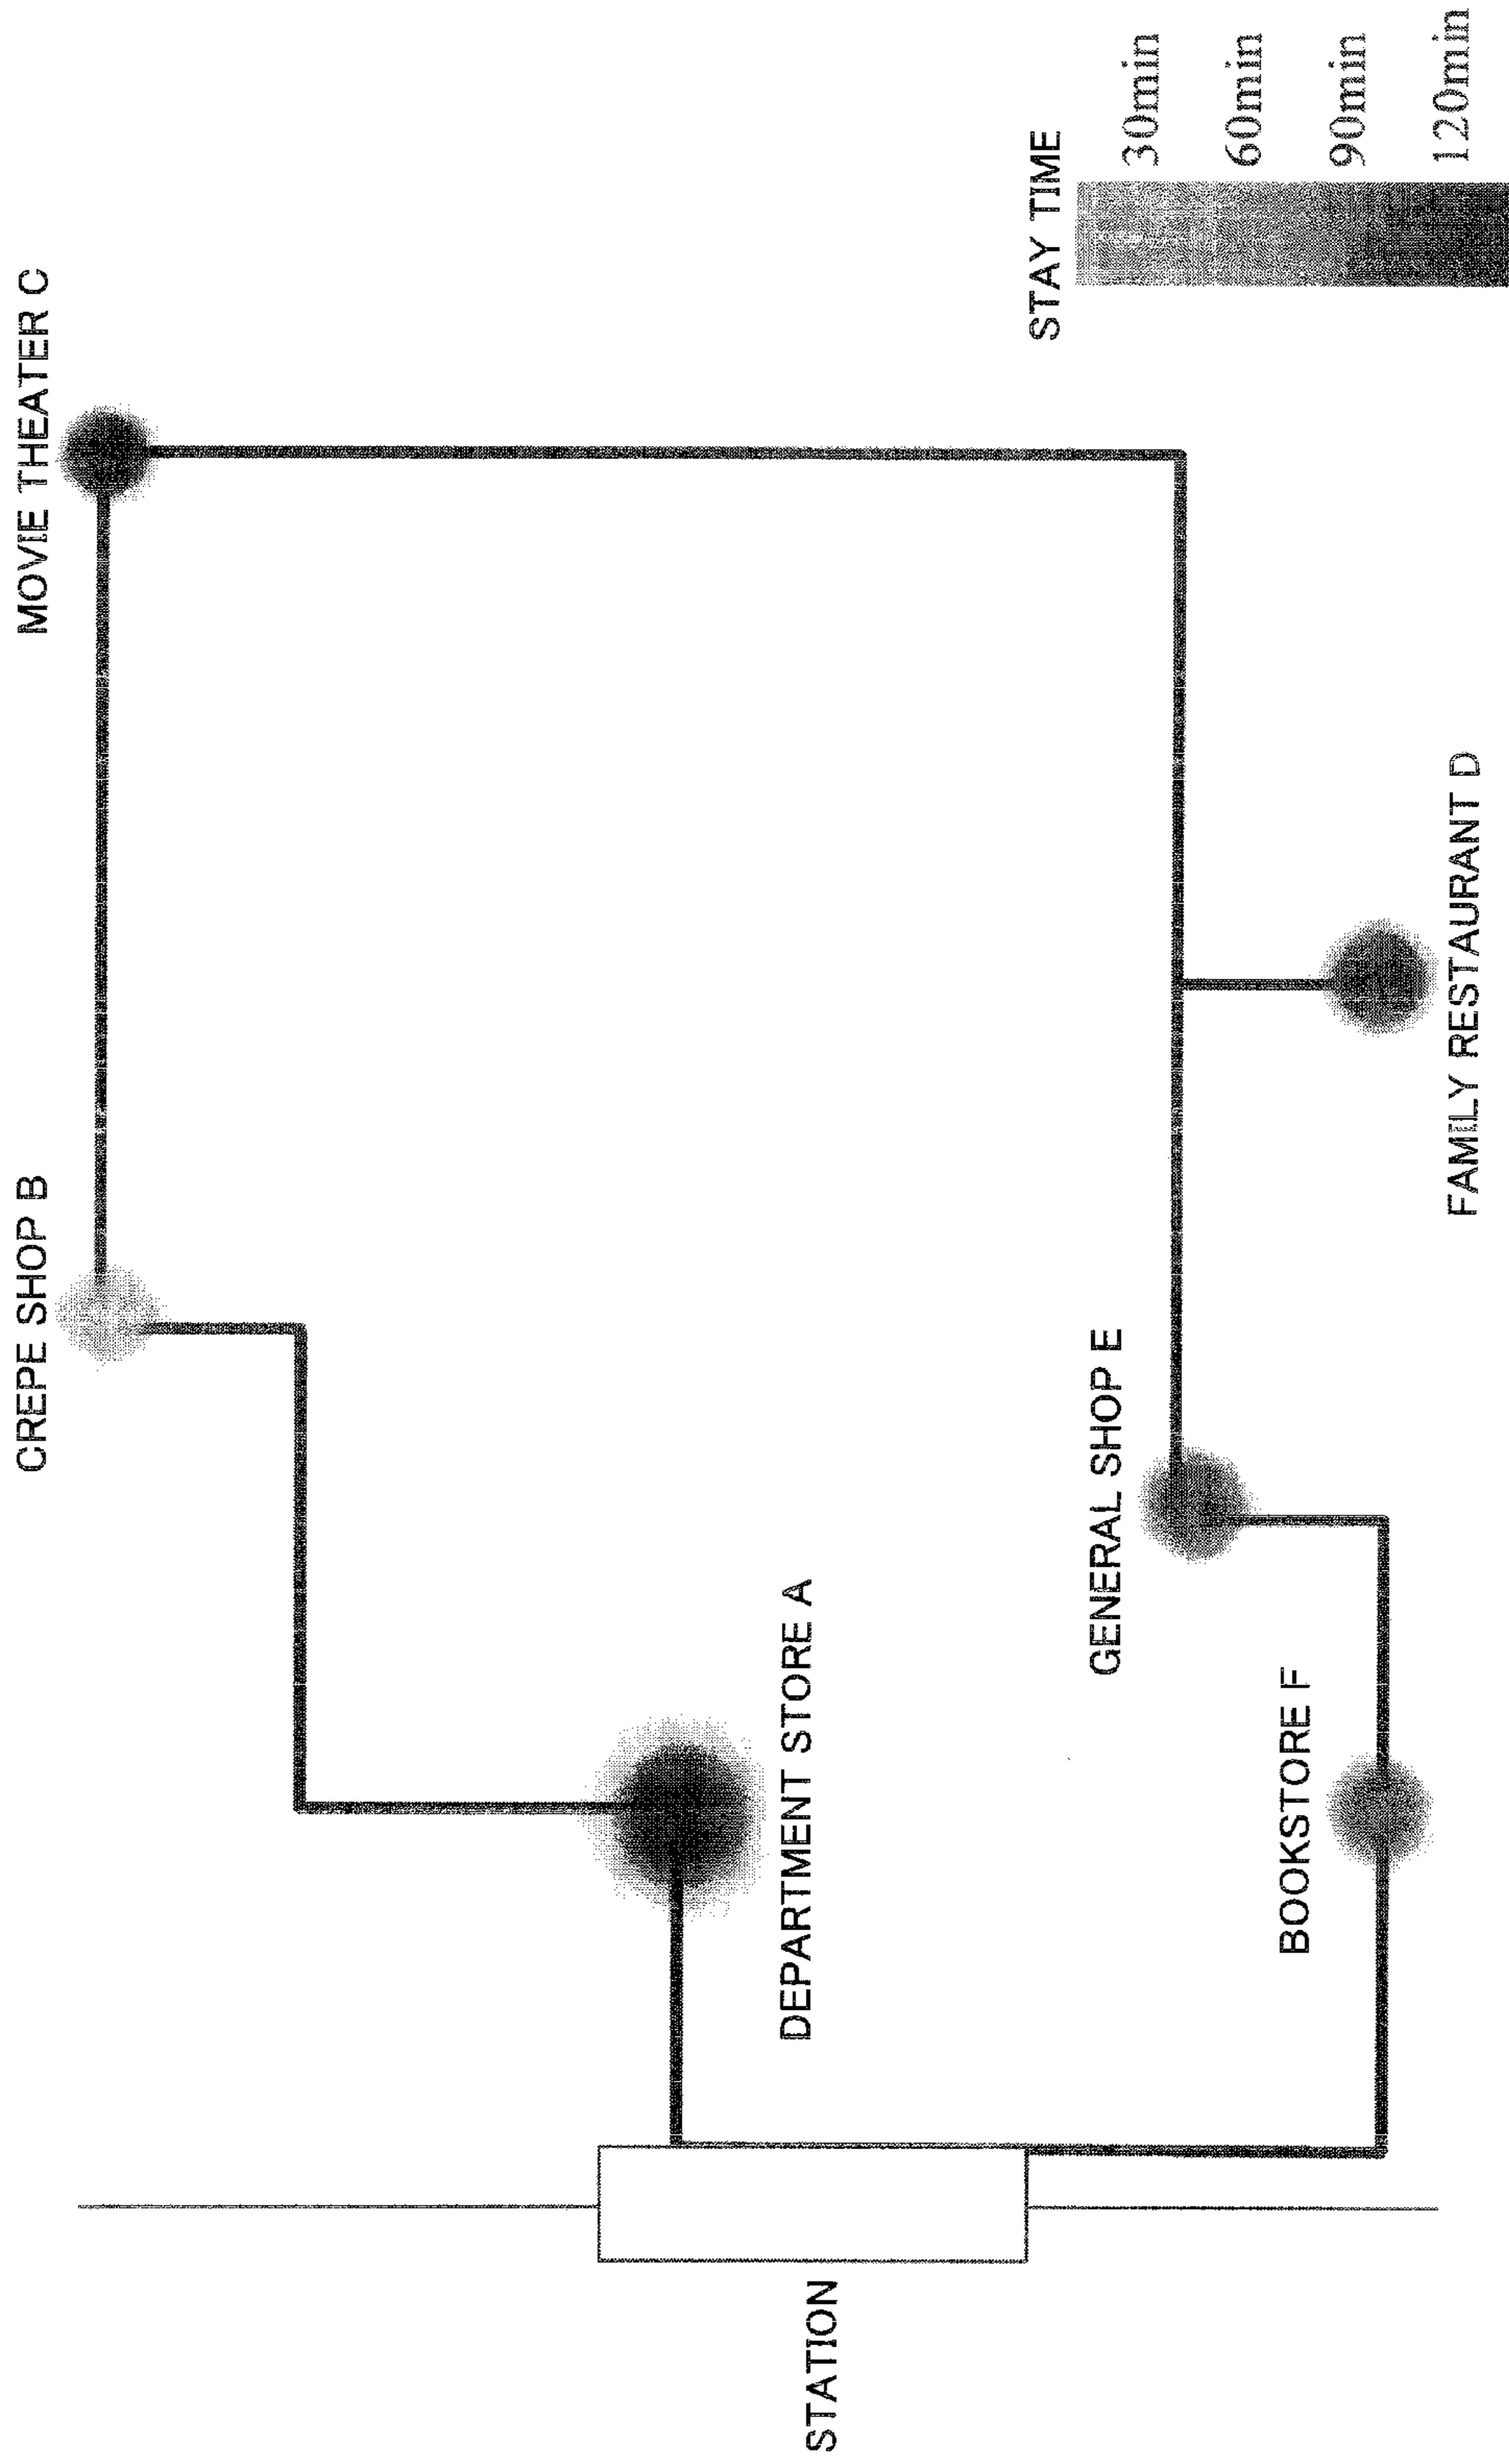 MOVIE THEATER C
CREPE SHOP B
DEPARTMENT STORE A
STATION
STAY TIME
30min
60min
90min
120min
GENERAL SHOP E
BOOKSTORE F
FAMILY RESTAURANT D